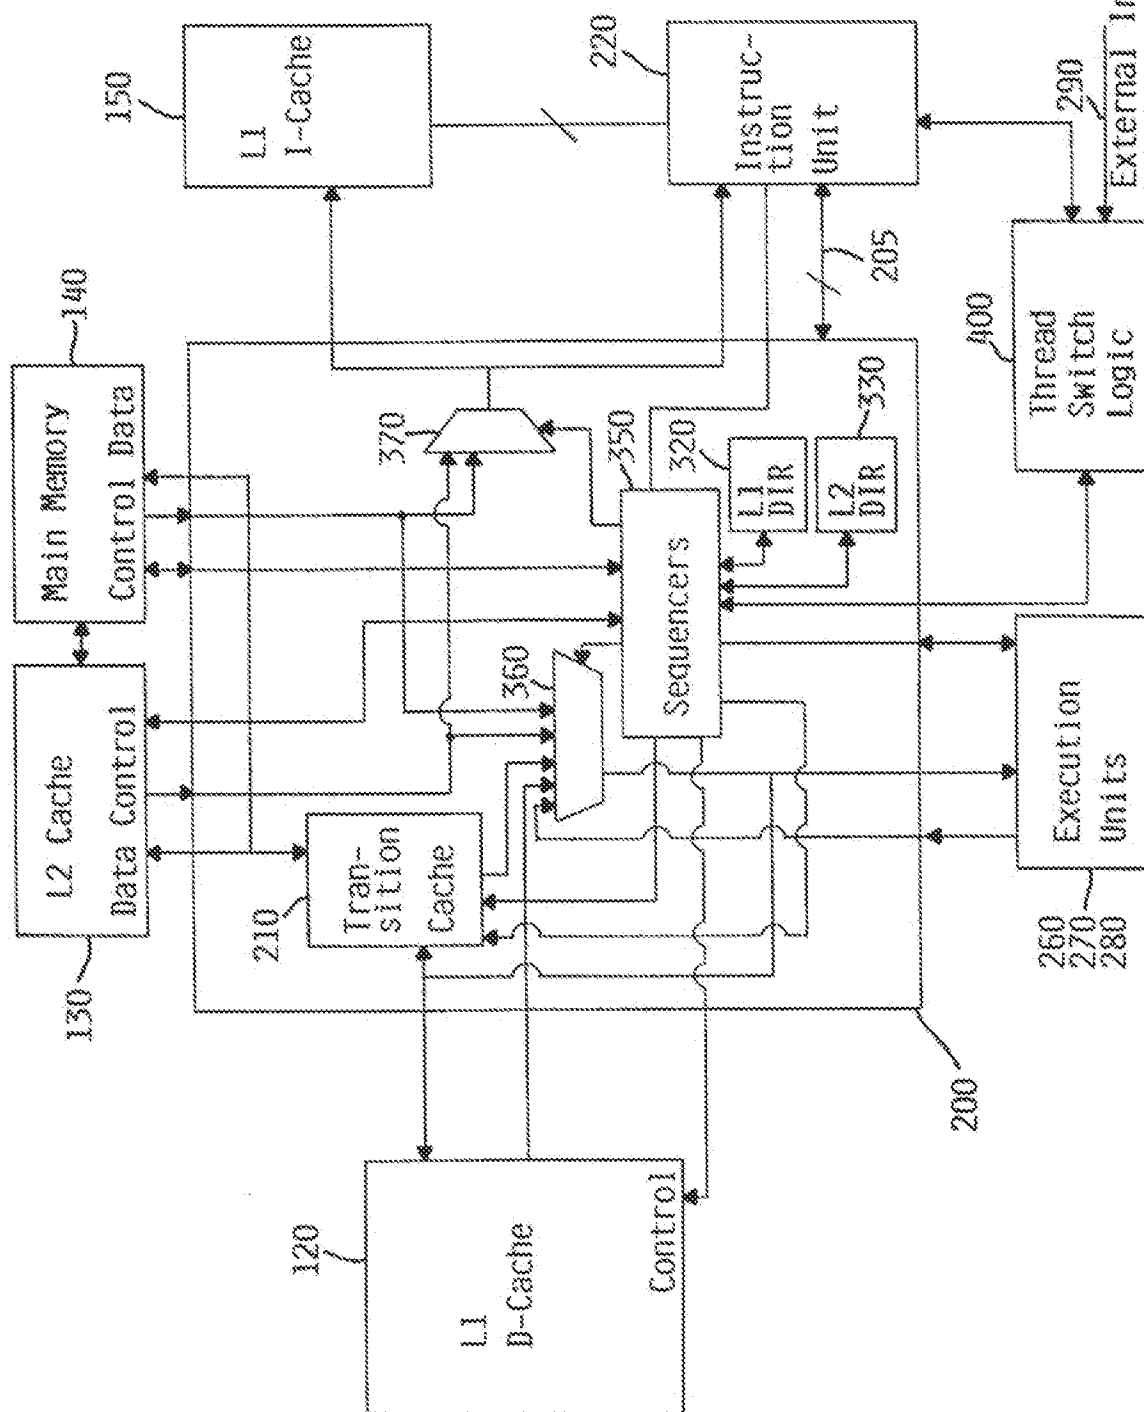 120
L1
D-Cache
Control
130
L2 Cache
Data Control
140
Main Memory
Control Data
150
L1
I-Cache
210
Tran-
sition
Cache
360
370
350
Sequencers
320
L1
DIR
330
L2
DIR
220
Instruc-
tion
Unit
205
200
260
270
280
Execution
Units
400
Thread
Switch
Logic
290
External